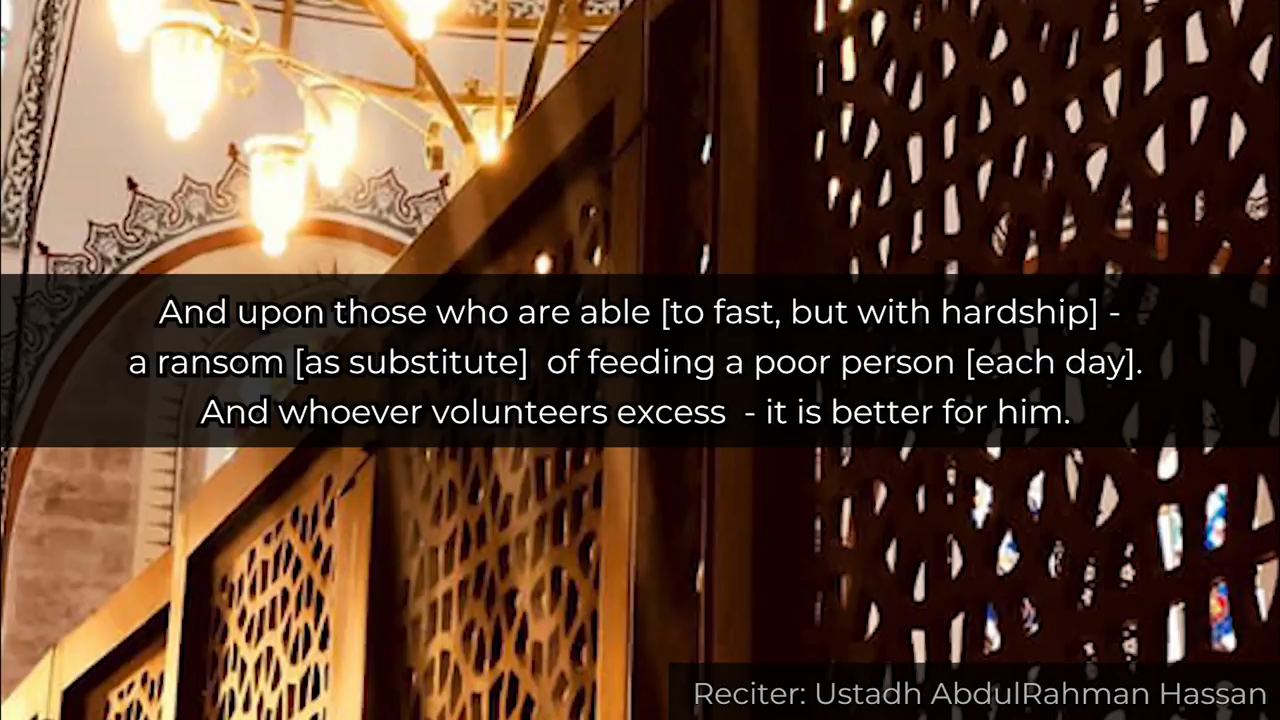 And upon those who are able [to fast, but with hardship] -
a ransom [as substitute]  of feeding a poor person [each day].
And whoever volunteers excess  - it is better for him.
Reciter: Ustadh AbdulRahman Hassan